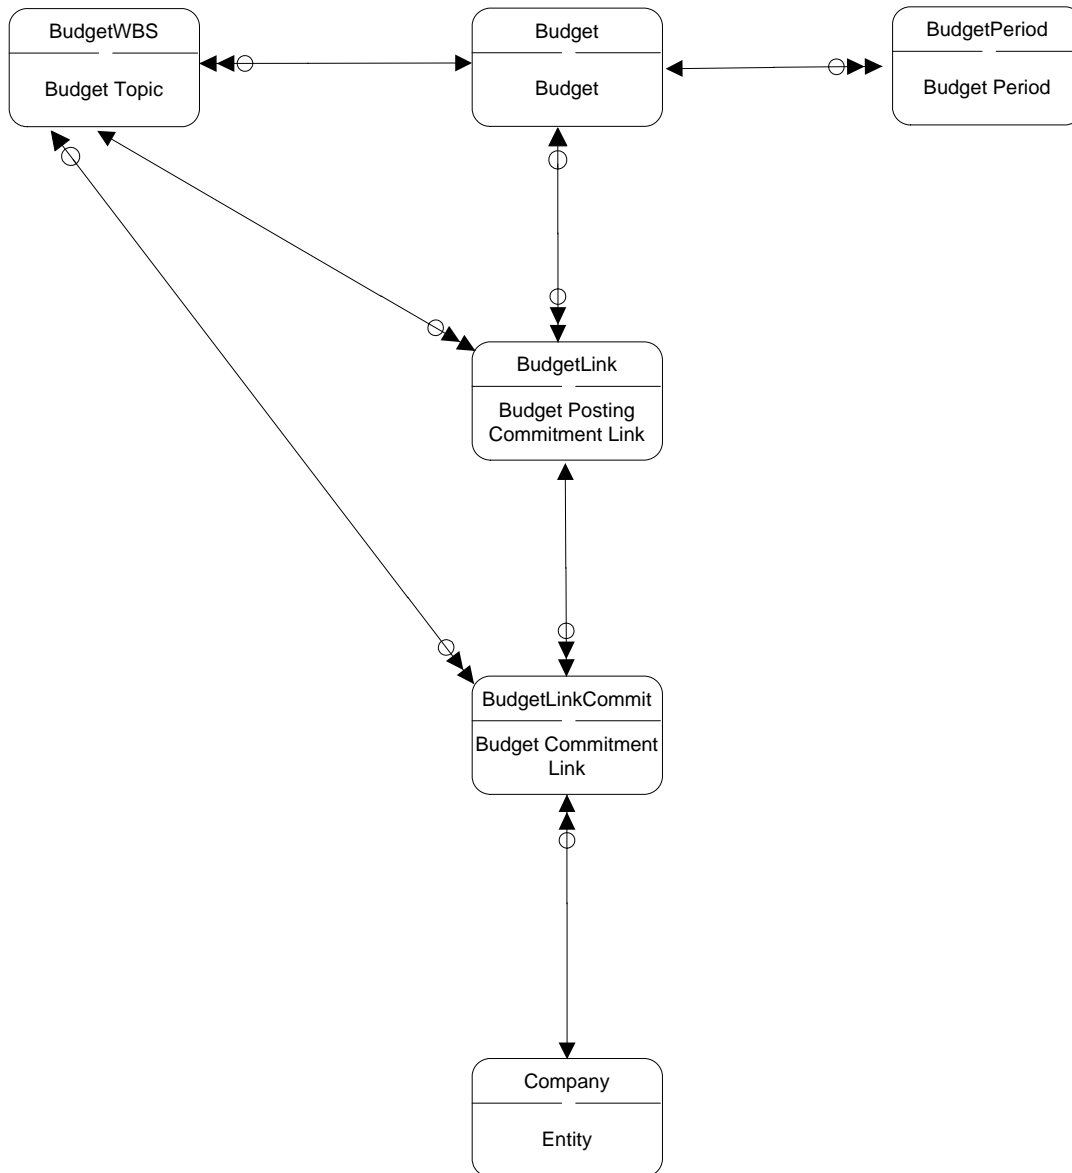 BudgetWBS
Budget Topic
Budget
Budget
BudgetPeriod
Budget Period
BudgetLink
Budget Posting
Commitment Link
BudgetLinkCommit
Budget Commitment
Link
Company
Entity